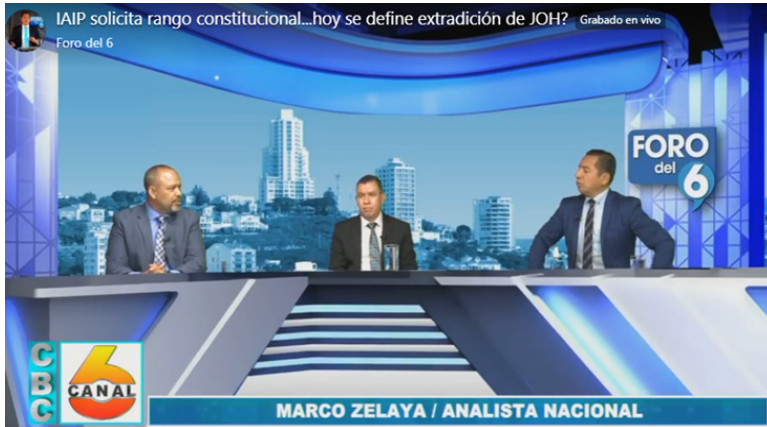 IAIP solicita rango constitucional...hoy se define extradición de JOH? Grabado en vivo
Foro del 6
FORO
del
6
CBC
6
CANAL
MARCO ZELAYA / ANALISTA NACIONAL